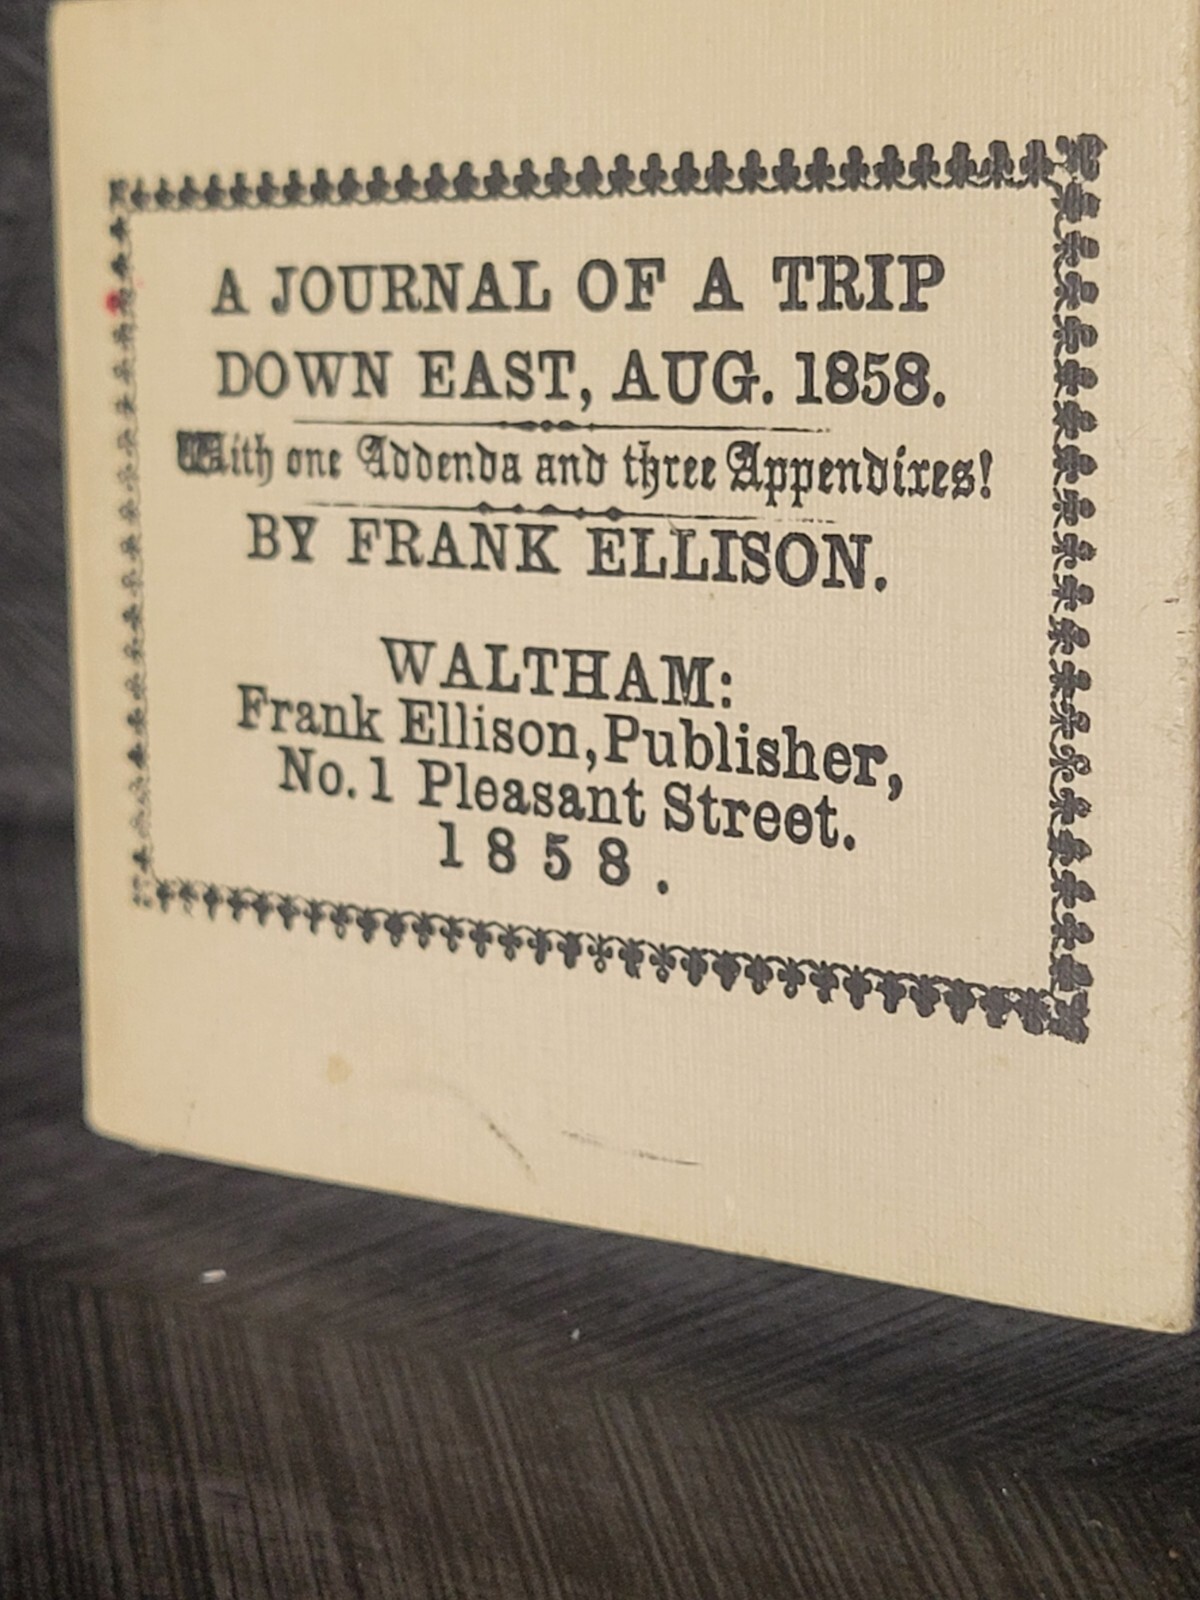 A JOURNAL OF A TRIP
DOWN EAST, AUG. 1858.
With one Addenda and three Appendixes!
BY FRANK ELLISON.
WALTHAM:
Frank Ellison, Publisher,
No. 1 Pleasant Street.
1858.